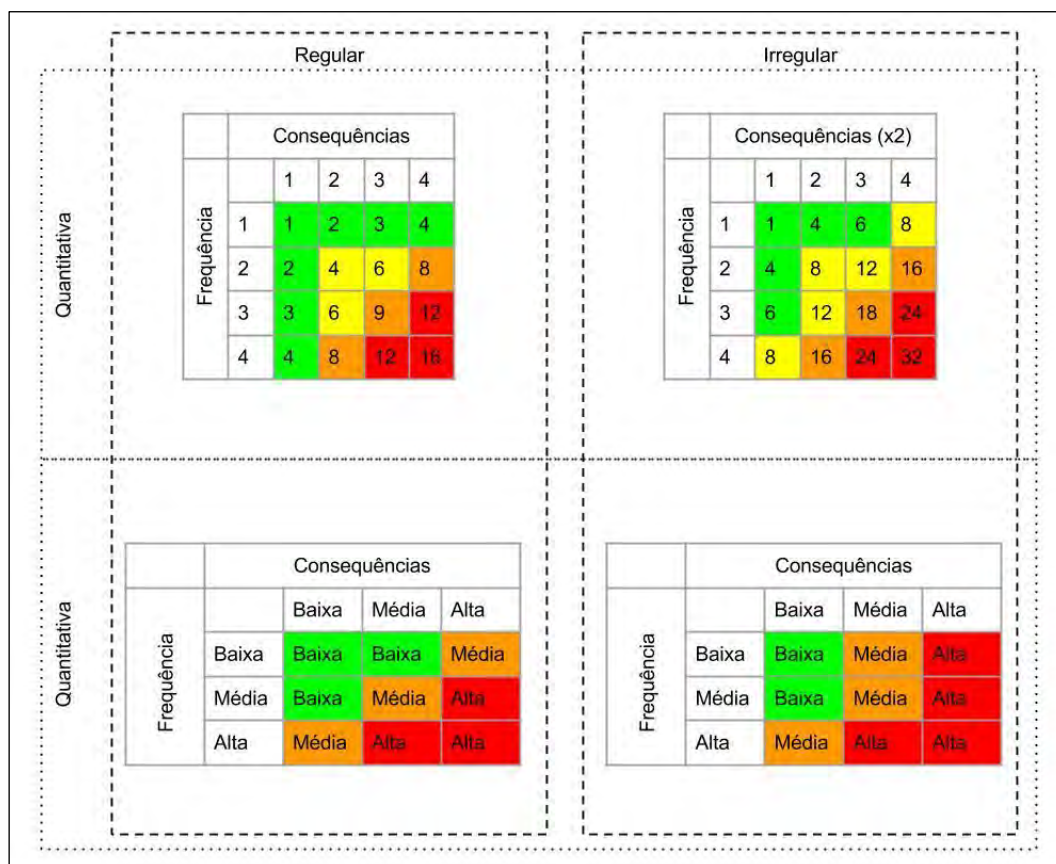 Regular
Irregular
Quantitativa
Consequências
1 2 3 4
Frequência
1 1 2 3 4
2 2 4 6 8
3 3 6 9 12
4 4 8 12 16
Consequências (x2)
1 2 3 4
Frequência
1 1 4 6 8
2 4 8 12 16
3 6 12 18 24
4 8 16 24 32
Quantitativa
Consequências
Baixa Média Alta
Frequência
Baixa Baixa Baixa Média
Média Baixa Média Alta
Alta Média Alta Alta
Consequências
Baixa Média Alta
Frequência
Baixa Baixa Média Alta
Média Baixa Média Alta
Alta Média Alta Alta